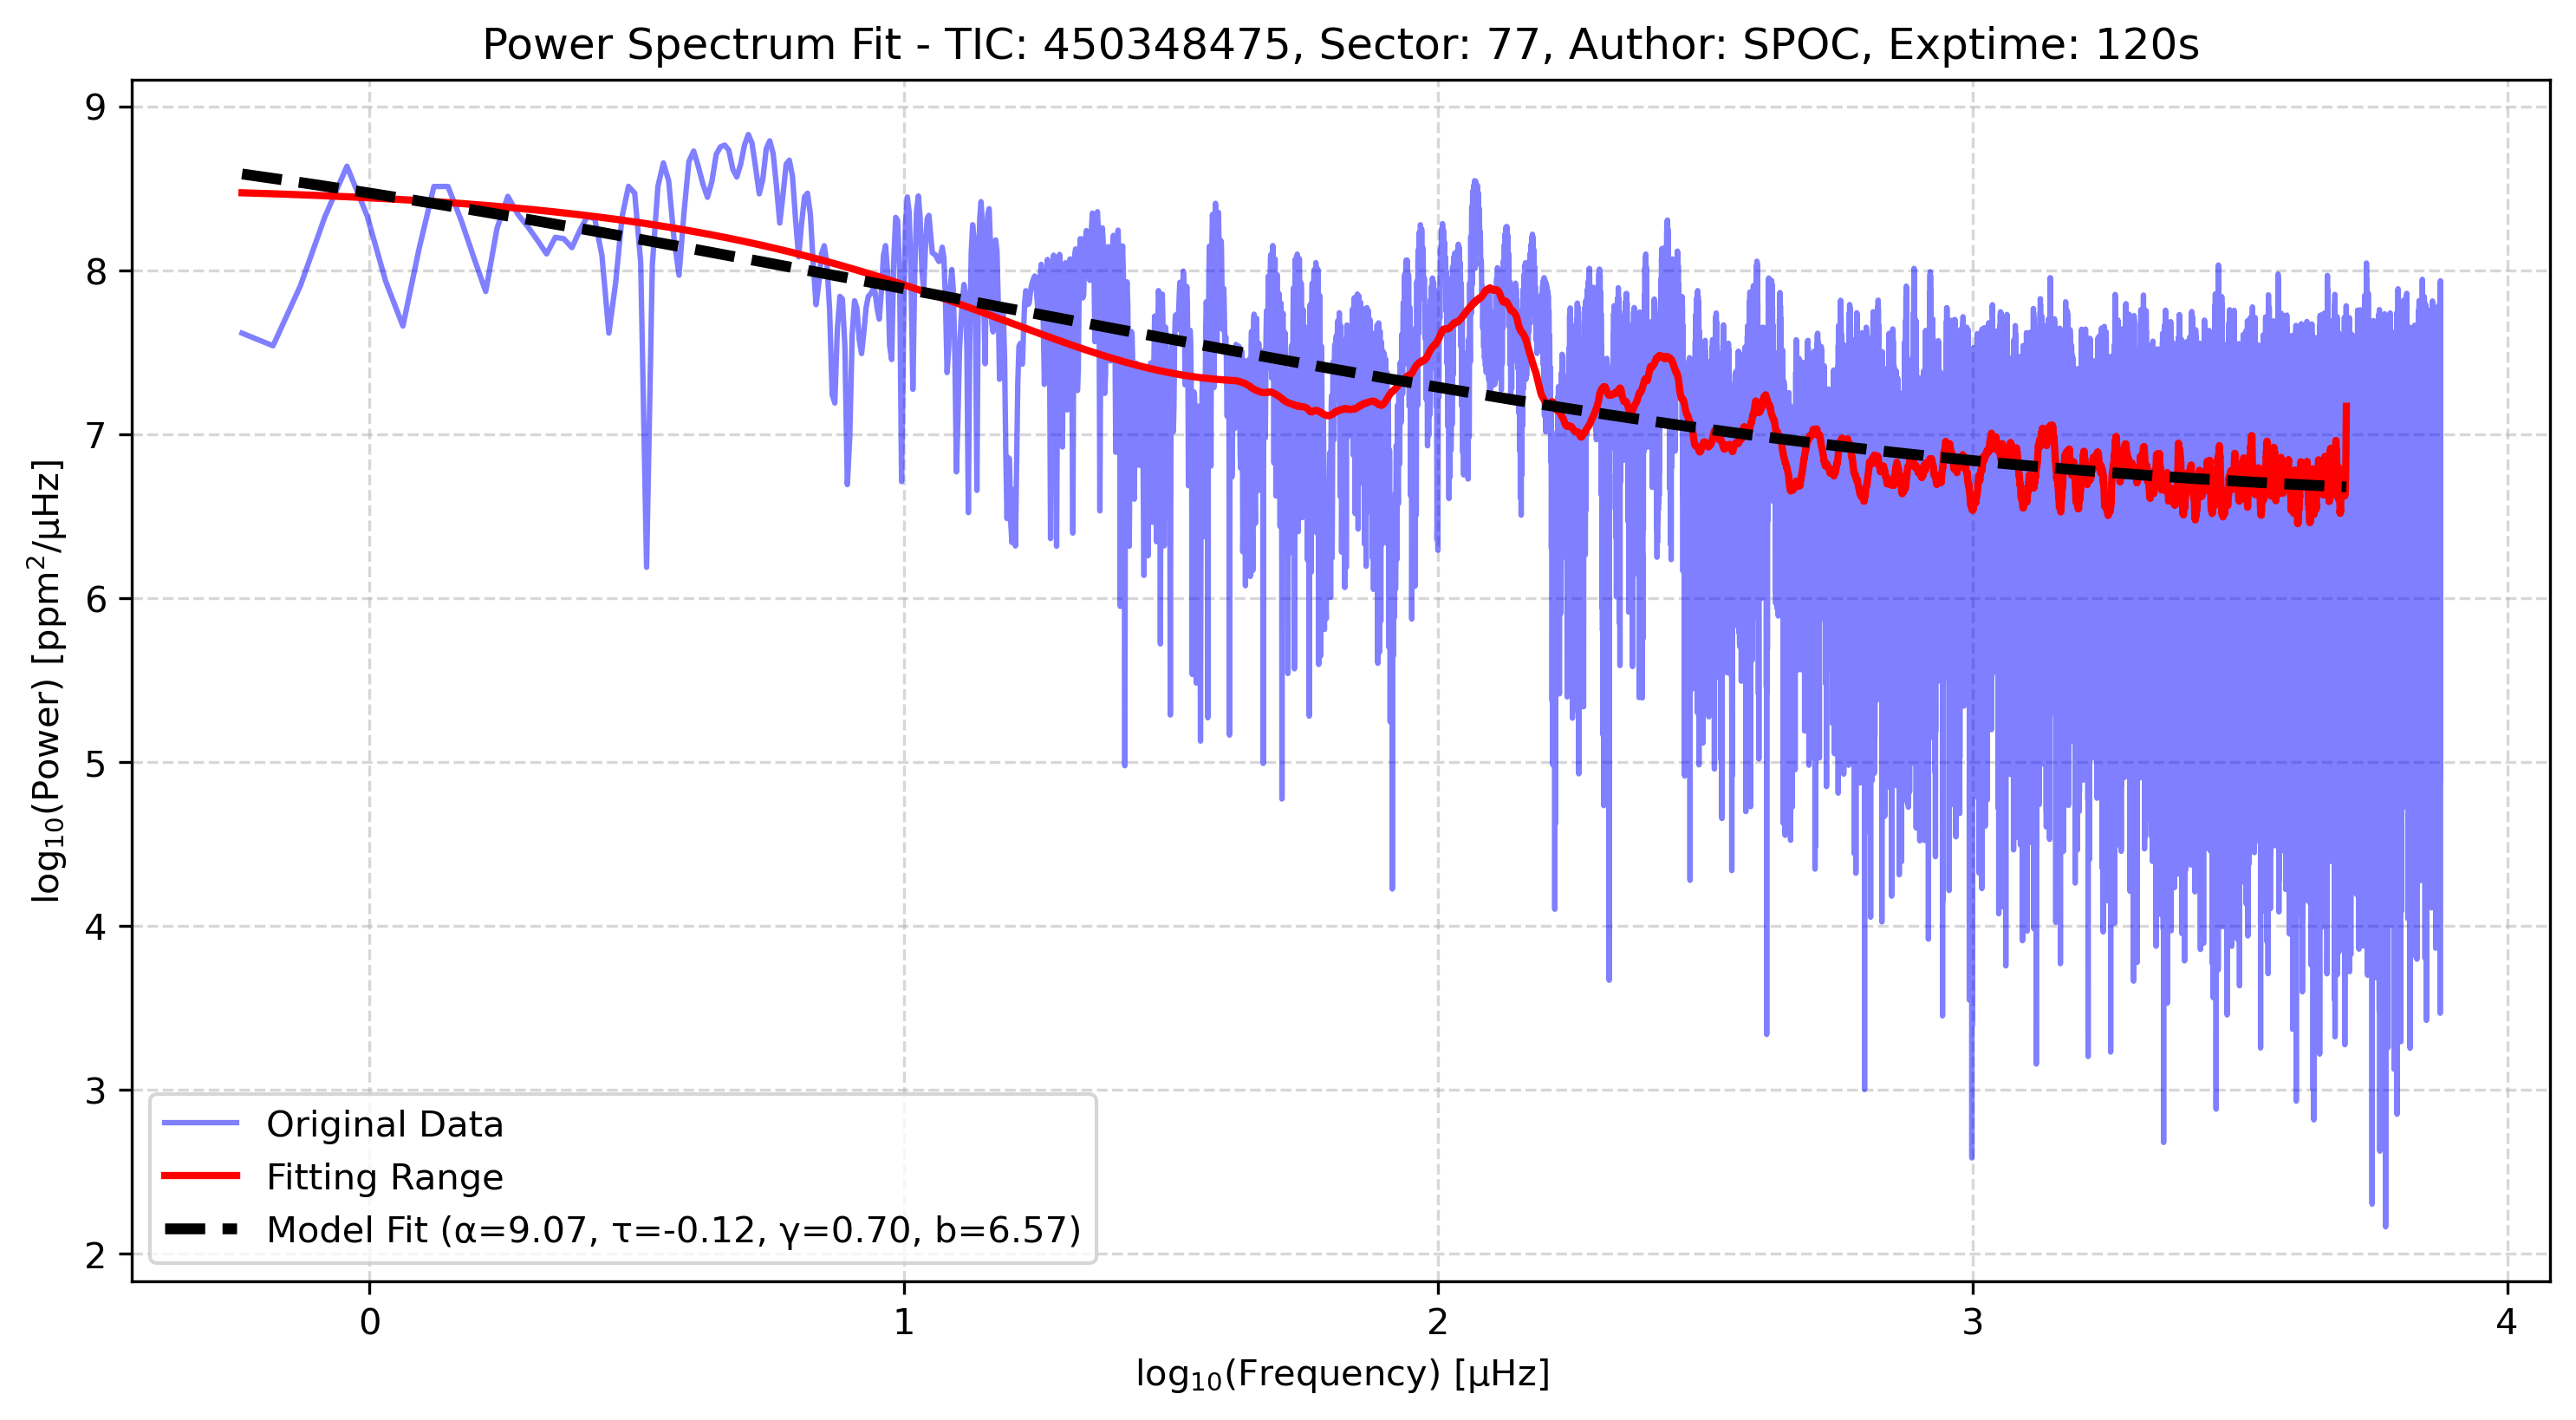 Power Spectrum Fit - TIC: 450348475, Sector: 77, Author: SPOC, Exptime: 120s
log₁₀(Power) [ppm²/μHz]
9
8
7
6
5
4
3
2
Original Data
Fitting Range
Model Fit (α=9.07, τ=-0.12, γ=0.70, b=6.57)
0
1
2
3
4
log₁₀(Frequency) [μHz]